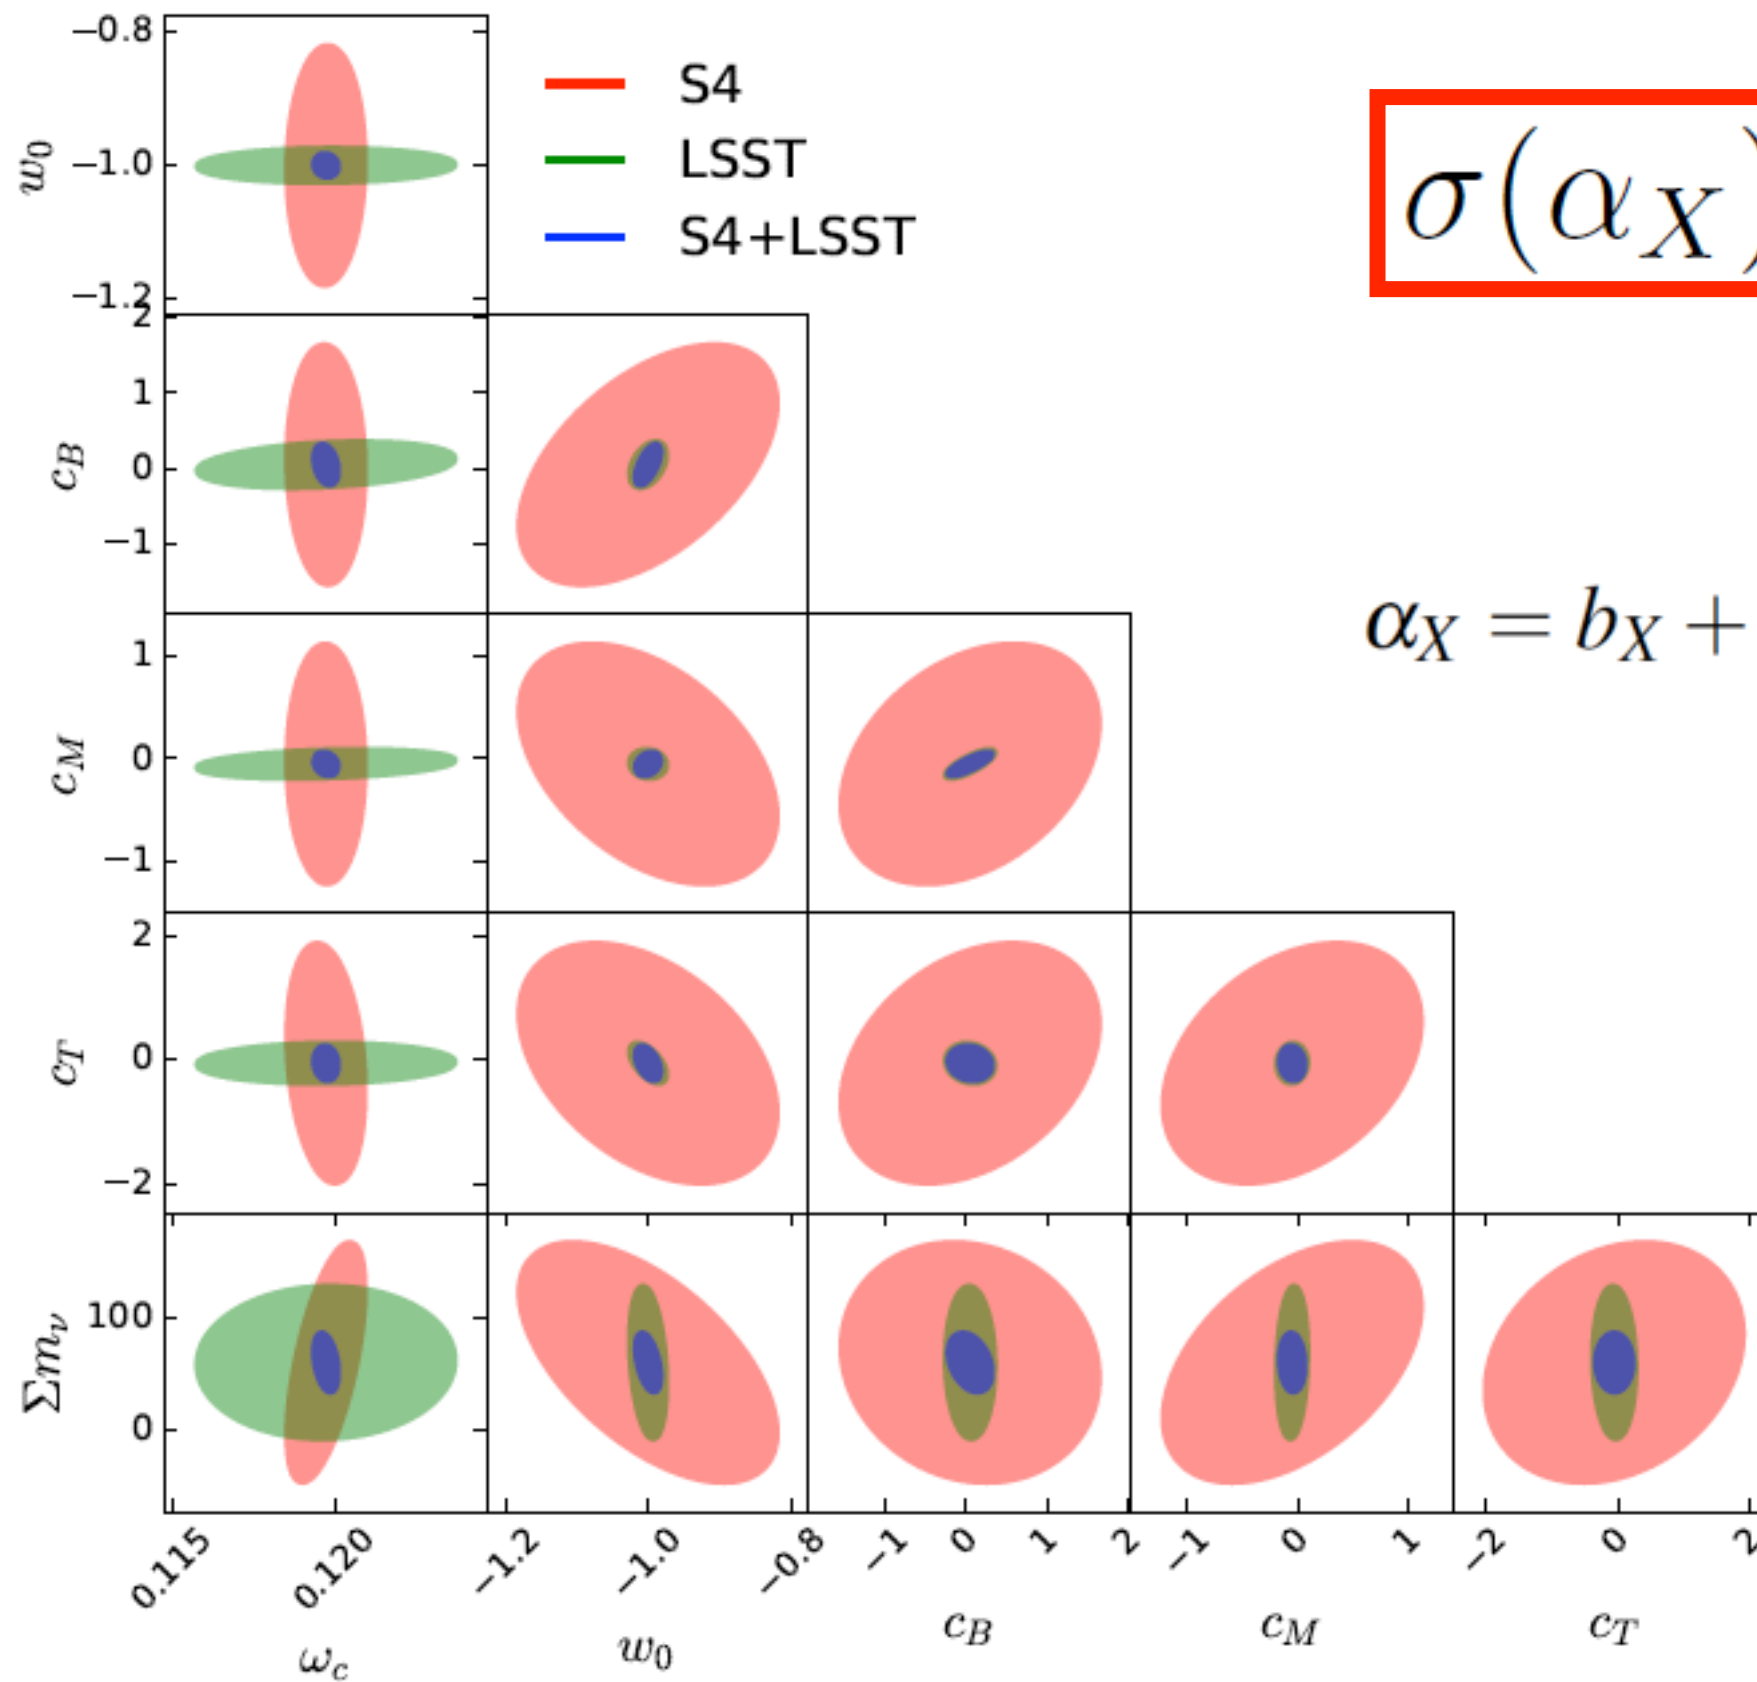 −0.8
w₀
−1.0
−1.2
S4
LSST
S4+LSST
σ(α_X)
2
1
c_B
0
−1
α_X = b_X +
1
c_M
0
−1
2
c_T
0
−2
100
Σm_ν
0
0.115 0.120 −1.2 −1.0 −0.8 −1 0 1 2 −1 0 1 −2 0 2
ω_c w₀ c_B c_M c_T